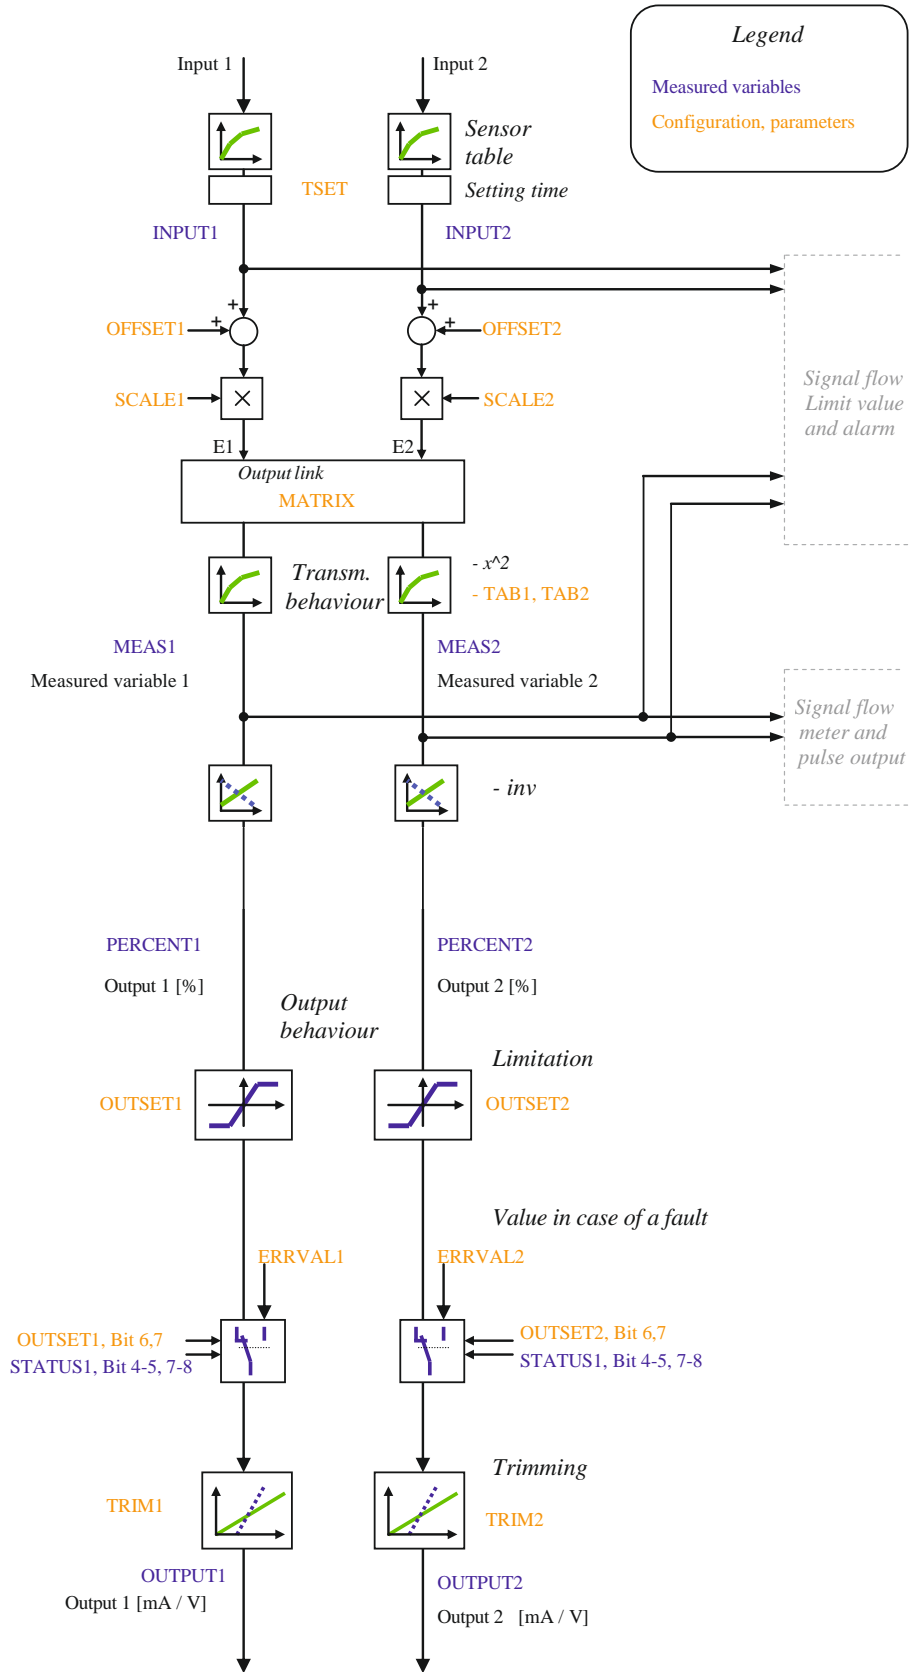 Legend
Measured variables
Configuration, parameters
Input 1
Input 2
Sensor
table
TSET
Setting time
INPUT1
INPUT2
+
+
+
+
OFFSET1
OFFSET2
Signal flow
Limit value
and alarm
SCALE1
×
×
SCALE2
E1
E2
Output link
MATRIX
Transm.
behaviour
- x^2
- TAB1, TAB2
MEAS1
MEAS2
Measured variable 1
Measured variable 2
Signal flow
meter and
pulse output
- inv
PERCENT1
PERCENT2
Output 1 [%]
Output 2 [%]
Output
behaviour
Limitation
OUTSET1
OUTSET2
Value in case of a fault
ERRVAL1
ERRVAL2
OUTSET1, Bit 6,7
OUTSET2, Bit 6,7
STATUS1, Bit 4-5, 7-8
STATUS1, Bit 4-5, 7-8
Trimming
TRIM1
TRIM2
OUTPUT1
OUTPUT2
Output 1 [mA / V]
Output 2 [mA / V]